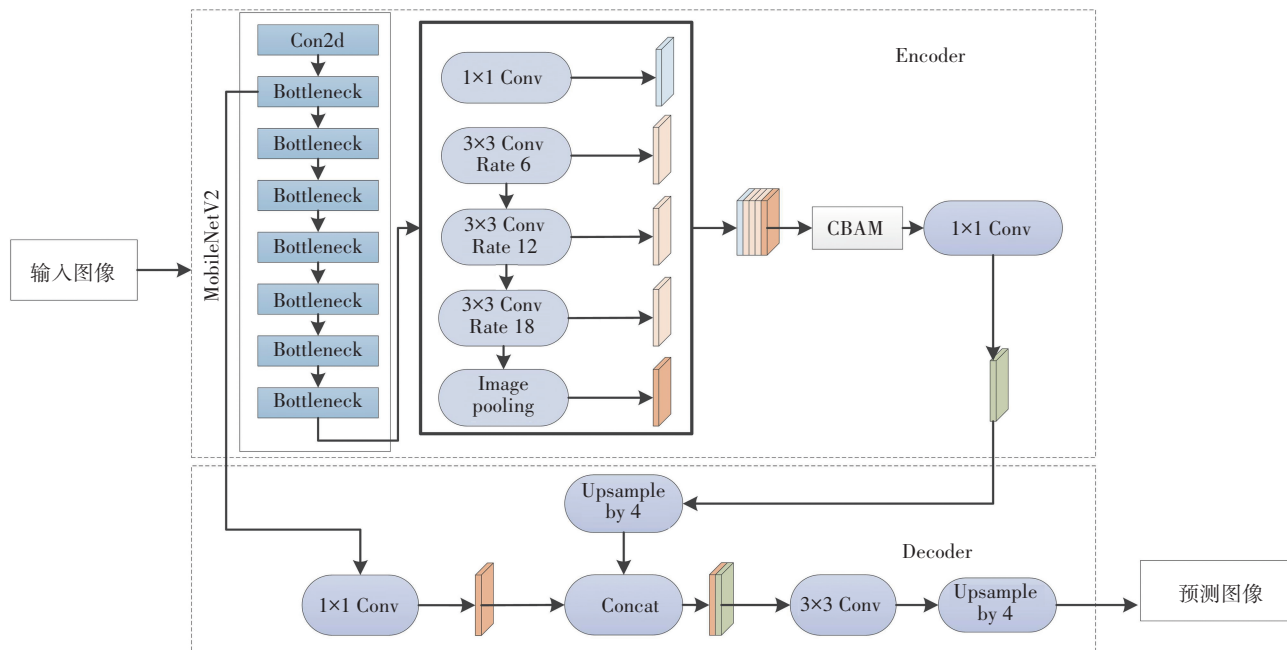 输入图像
MobileNetV2
Con2d
Bottleneck
Bottleneck
Bottleneck
Bottleneck
Bottleneck
Bottleneck
Bottleneck
1×1 Conv
3×3 Conv
Rate 6
3×3 Conv
Rate 12
3×3 Conv
Rate 18
Image
pooling
Encoder
CBAM
1×1 Conv
Upsample
by 4
Decoder
1×1 Conv
Concat
3×3 Conv
Upsample
by 4
预测图像